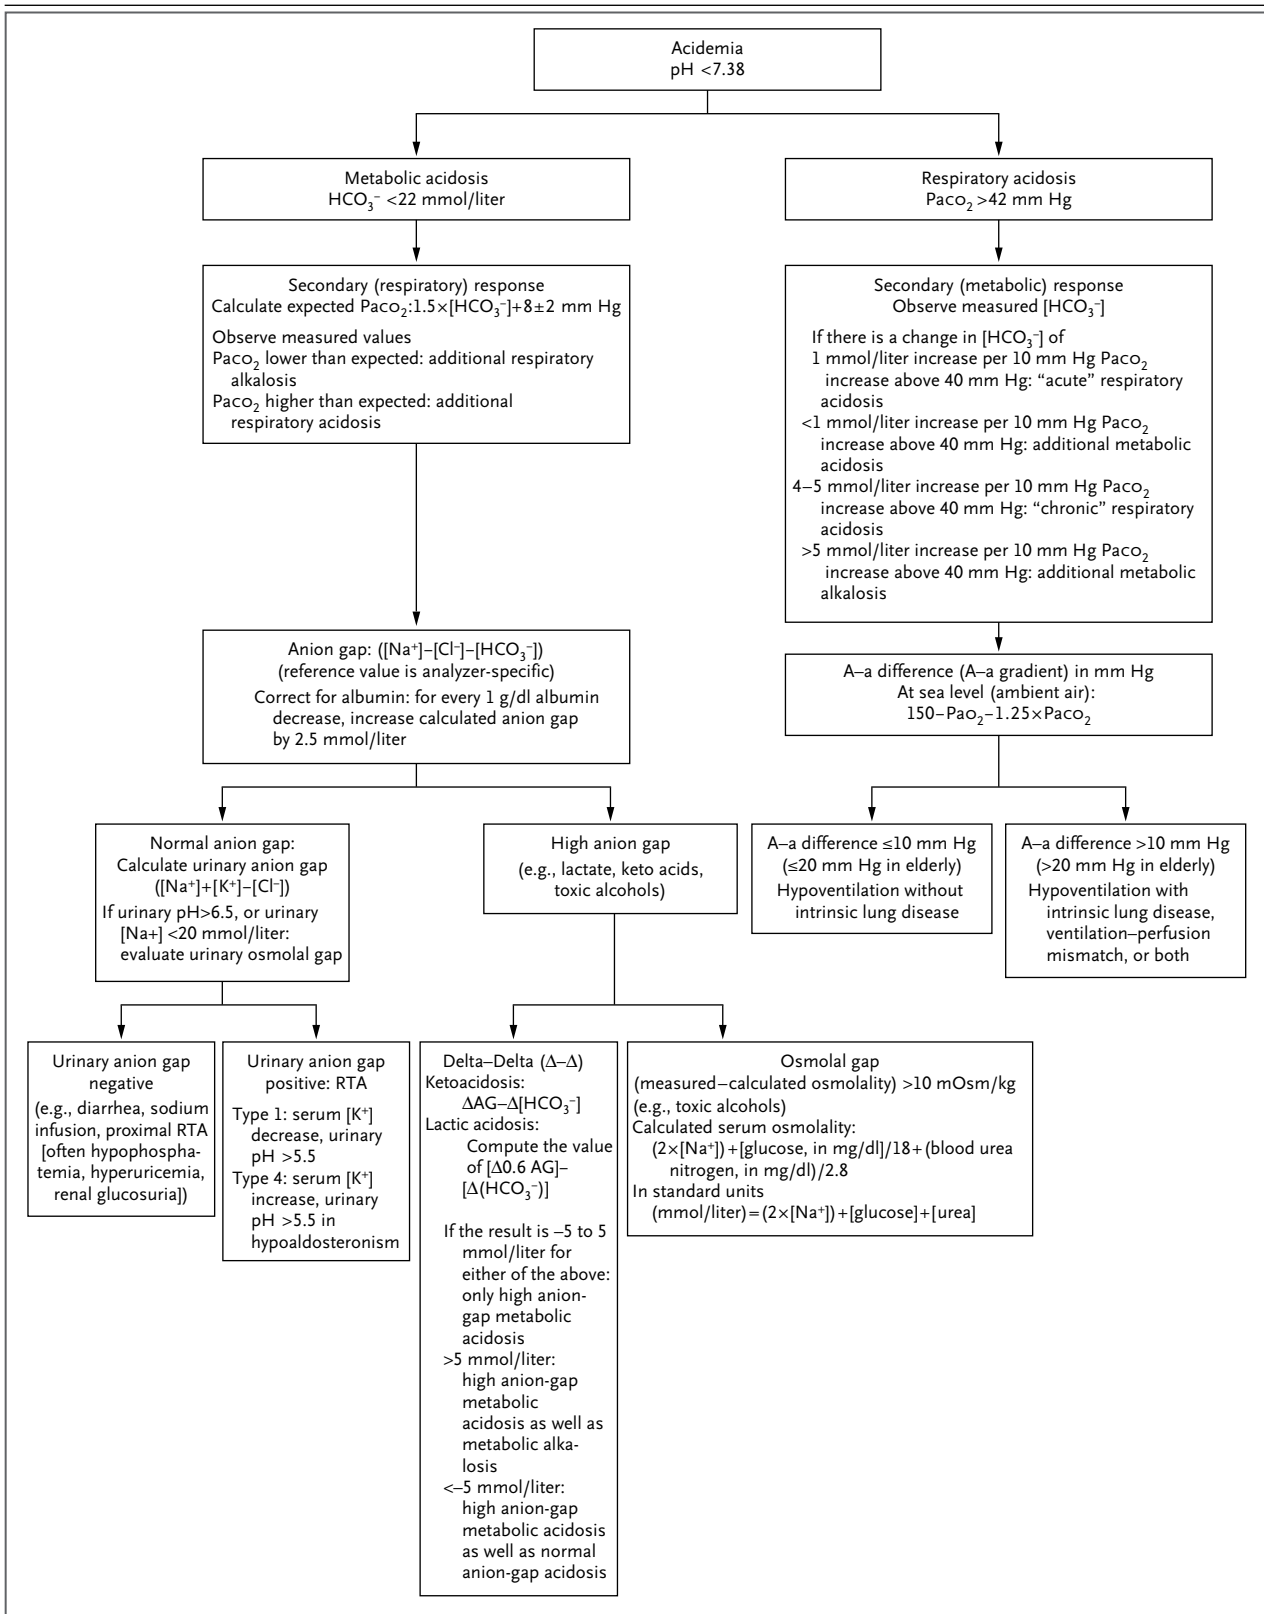 Acidemia
pH <7.38
Metabolic acidosis
HCO₃⁻ <22 mmol/liter
Respiratory acidosis
Paco₂ >42 mm Hg
Secondary (respiratory) response
Calculate expected Paco₂:1.5×[HCO₃⁻]+8±2 mm Hg
Observe measured values
Paco₂ lower than expected: additional respiratory
alkalosis
Paco₂ higher than expected: additional
respiratory acidosis
Secondary (metabolic) response
Observe measured [HCO₃⁻]
If there is a change in [HCO₃⁻] of
1 mmol/liter increase per 10 mm Hg Paco₂
increase above 40 mm Hg: “acute” respiratory
acidosis
<1 mmol/liter increase per 10 mm Hg Paco₂
increase above 40 mm Hg: additional metabolic
acidosis
4–5 mmol/liter increase per 10 mm Hg Paco₂
increase above 40 mm Hg: “chronic” respiratory
acidosis
>5 mmol/liter increase per 10 mm Hg Paco₂
increase above 40 mm Hg: additional metabolic
alkalosis
Anion gap: ([Na⁺]–[Cl⁻]–[HCO₃⁻])
(reference value is analyzer-specific)
Correct for albumin: for every 1 g/dl albumin
decrease, increase calculated anion gap
by 2.5 mmol/liter
A–a difference (A–a gradient) in mm Hg
At sea level (ambient air):
150–Pao₂–1.25×Paco₂
Normal anion gap:
Calculate urinary anion gap
([Na⁺]+[K⁺]–[Cl⁻])
If urinary pH>6.5, or urinary
[Na+] <20 mmol/liter:
evaluate urinary osmolal gap
High anion gap
(e.g., lactate, keto acids,
toxic alcohols)
A–a difference ≤10 mm Hg
(≤20 mm Hg in elderly)
Hypoventilation without
intrinsic lung disease
A–a difference >10 mm Hg
(>20 mm Hg in elderly)
Hypoventilation with
intrinsic lung disease,
ventilation–perfusion
mismatch, or both
Urinary anion gap
negative
(e.g., diarrhea, sodium
infusion, proximal RTA
[often hypophospha-
temia, hyperuricemia,
renal glucosuria])
Urinary anion gap
positive: RTA
Type 1: serum [K⁺]
decrease, urinary
pH >5.5
Type 4: serum [K⁺]
increase, urinary
pH >5.5 in
hypoaldosteronism
Delta–Delta (Δ–Δ)
Ketoacidosis:
ΔAG–Δ[HCO₃⁻]
Lactic acidosis:
Compute the value
of [Δ0.6 AG]–
[Δ(HCO₃⁻)]
If the result is –5 to 5
mmol/liter for
either of the above:
only high anion-
gap metabolic
acidosis
>5 mmol/liter:
high anion-gap
metabolic
acidosis as well as
metabolic alka-
losis
<–5 mmol/liter:
high anion-gap
metabolic acidosis
as well as normal
anion-gap acidosis
Osmolal gap
(measured–calculated osmolality) >10 mOsm/kg
(e.g., toxic alcohols)
Calculated serum osmolality:
(2×[Na⁺])+[glucose, in mg/dl]/18+(blood urea
nitrogen, in mg/dl)/2.8
In standard units
(mmol/liter)=(2×[Na⁺])+[glucose]+[urea]